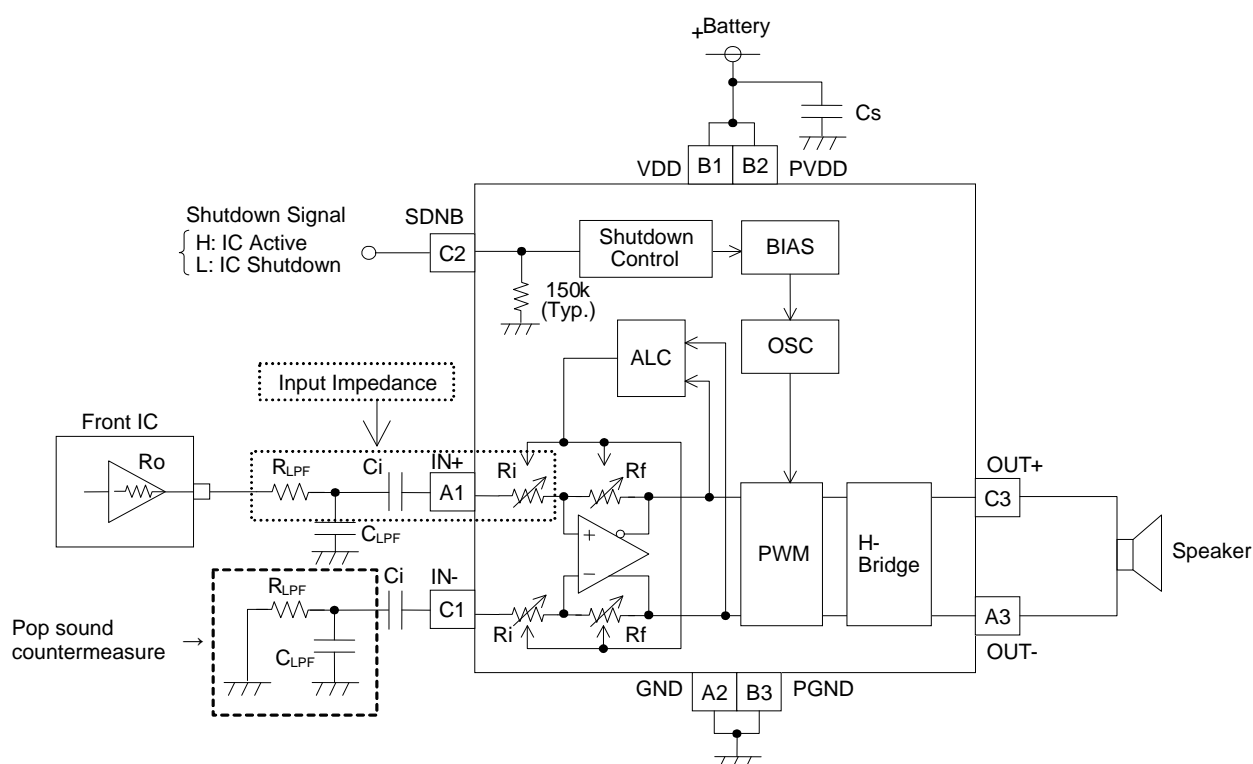 +Battery
Cs
VDD B1 B2 PVDD
Shutdown Signal
H: IC Active
L: IC Shutdown
SDNB
C2
Shutdown
Control
BIAS
150k
(Typ.)
ALC
OSC
Input Impedance
Front IC
Ro
RLPF
Ci
IN+
A1
Ri
Rf
OUT+
C3
CLPF
+
-
PWM
H-
Bridge
Speaker
RLPF
Ci
IN-
C1
Ri
Rf
A3
OUT-
Pop sound →
countermeasure
CLPF
GND A2 B3 PGND